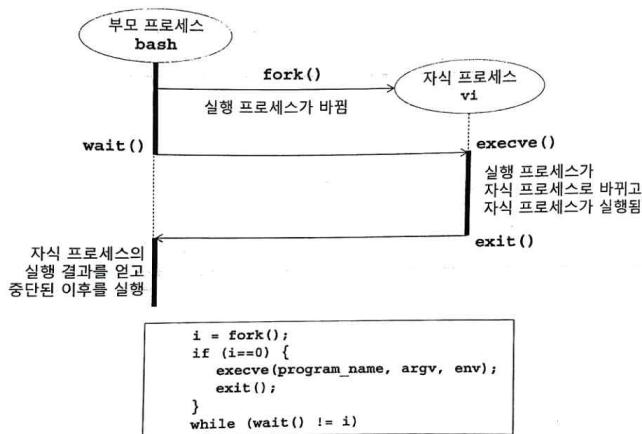 부모 프로세스
bash
fork()
자식 프로세스
vi
실행 프로세스가 바뀜
wait()
execve()
실행 프로세스가
자식 프로세스로 바뀌고
자식 프로세스가 실행됨
exit()
자식 프로세스의
실행 결과를 얻고
중단된 이후를 실행
i = fork();
if (i==0) {
execve(program_name, argv, env);
exit();
}
while (wait() != i)